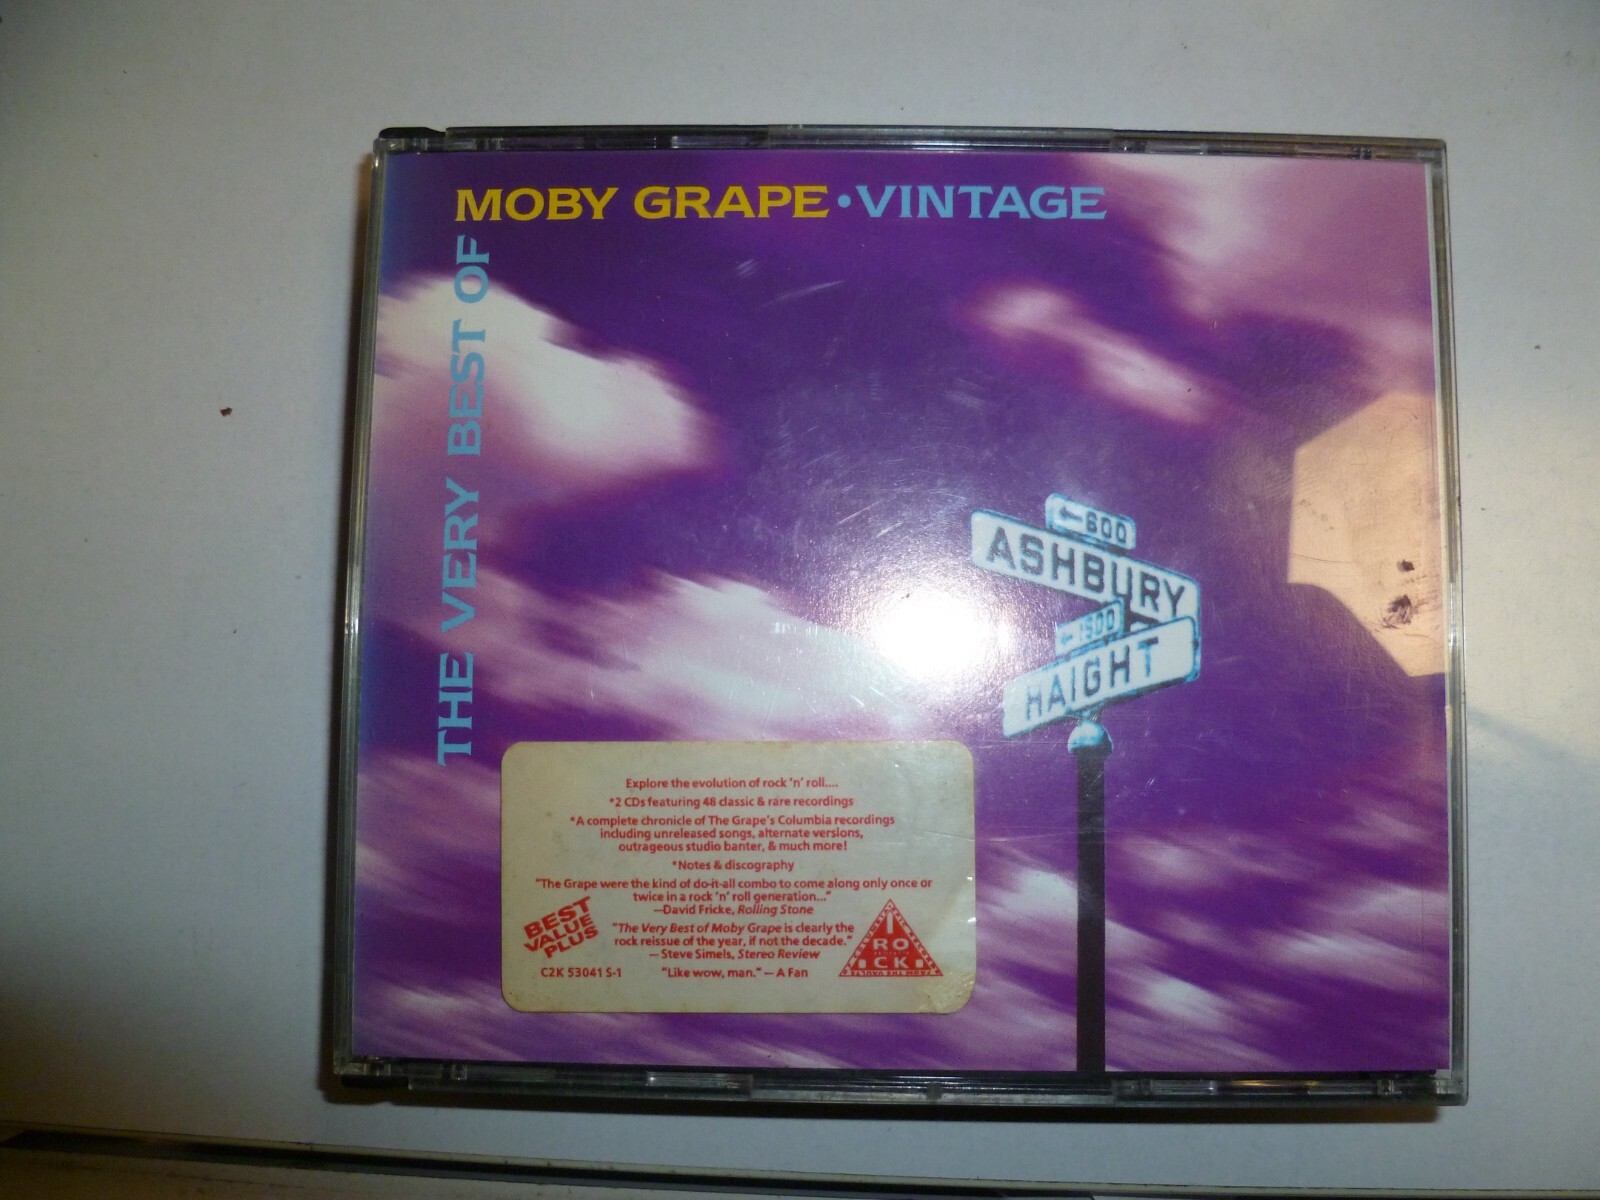 MOBY GRAPE • VINTAGE
THE VERY BEST OF
←600
ASHBURY
←1500
HAIGHT
Explore the evolution of rock 'n' roll....
*2 CDs featuring 48 classic & rare recordings
*A complete chronicle of The Grape's Columbia recordings
including unreleased songs, alternate versions,
outrageous studio banter, & much more!
*Notes & discography
"The Grape were the kind of do-it-all combo to come along only once or
twice in a rock 'n' roll generation..."
—David Fricke, Rolling Stone
"The Very Best of Moby Grape is clearly the
rock reissue of the year, if not the decade."
— Steve Simels, Stereo Review
"Like wow, man." — A Fan
BEST
VALUE
PLUS
C2K 53041 S-1
RO
CK